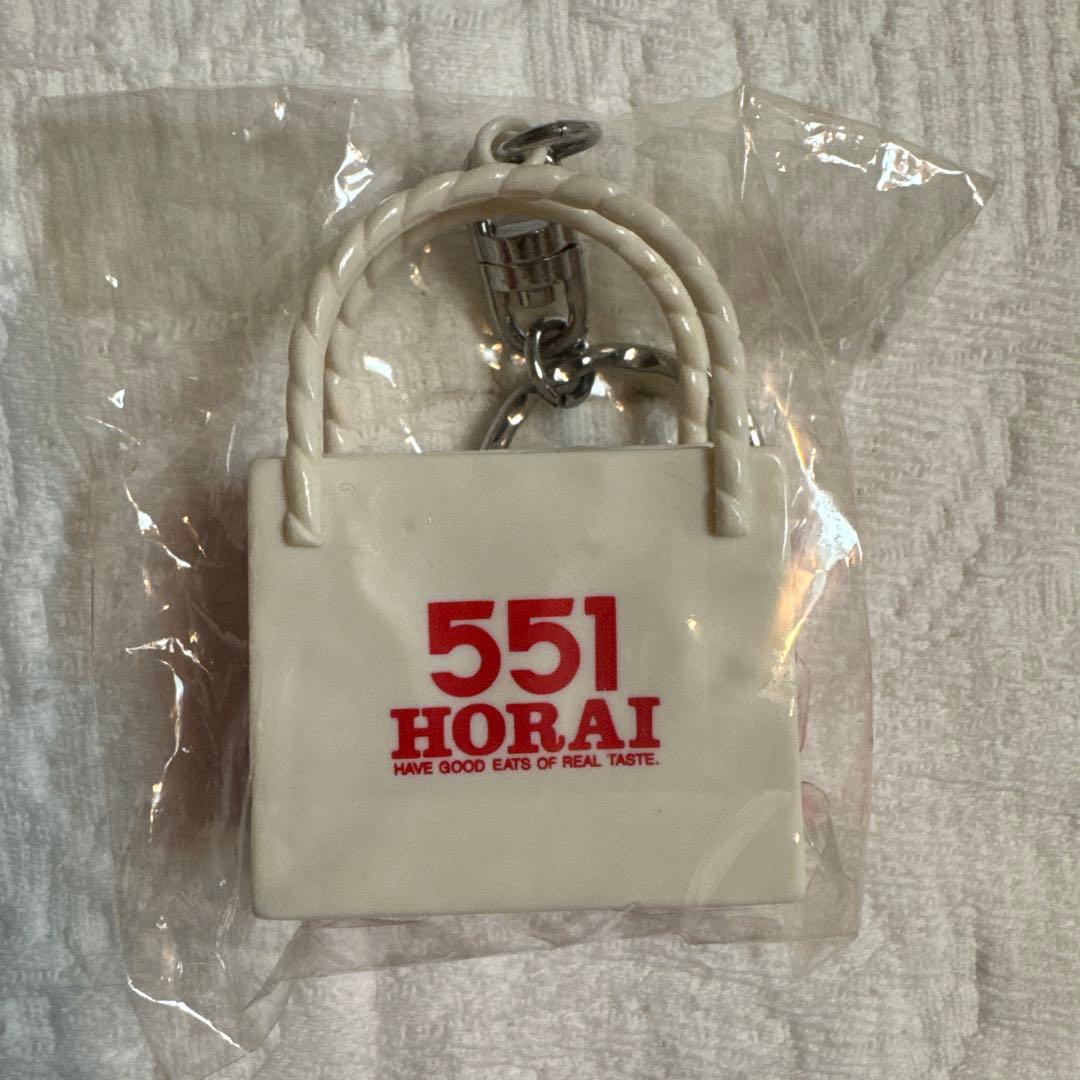 551
HORAI
HAVE GOOD EATS OF REAL TASTE.